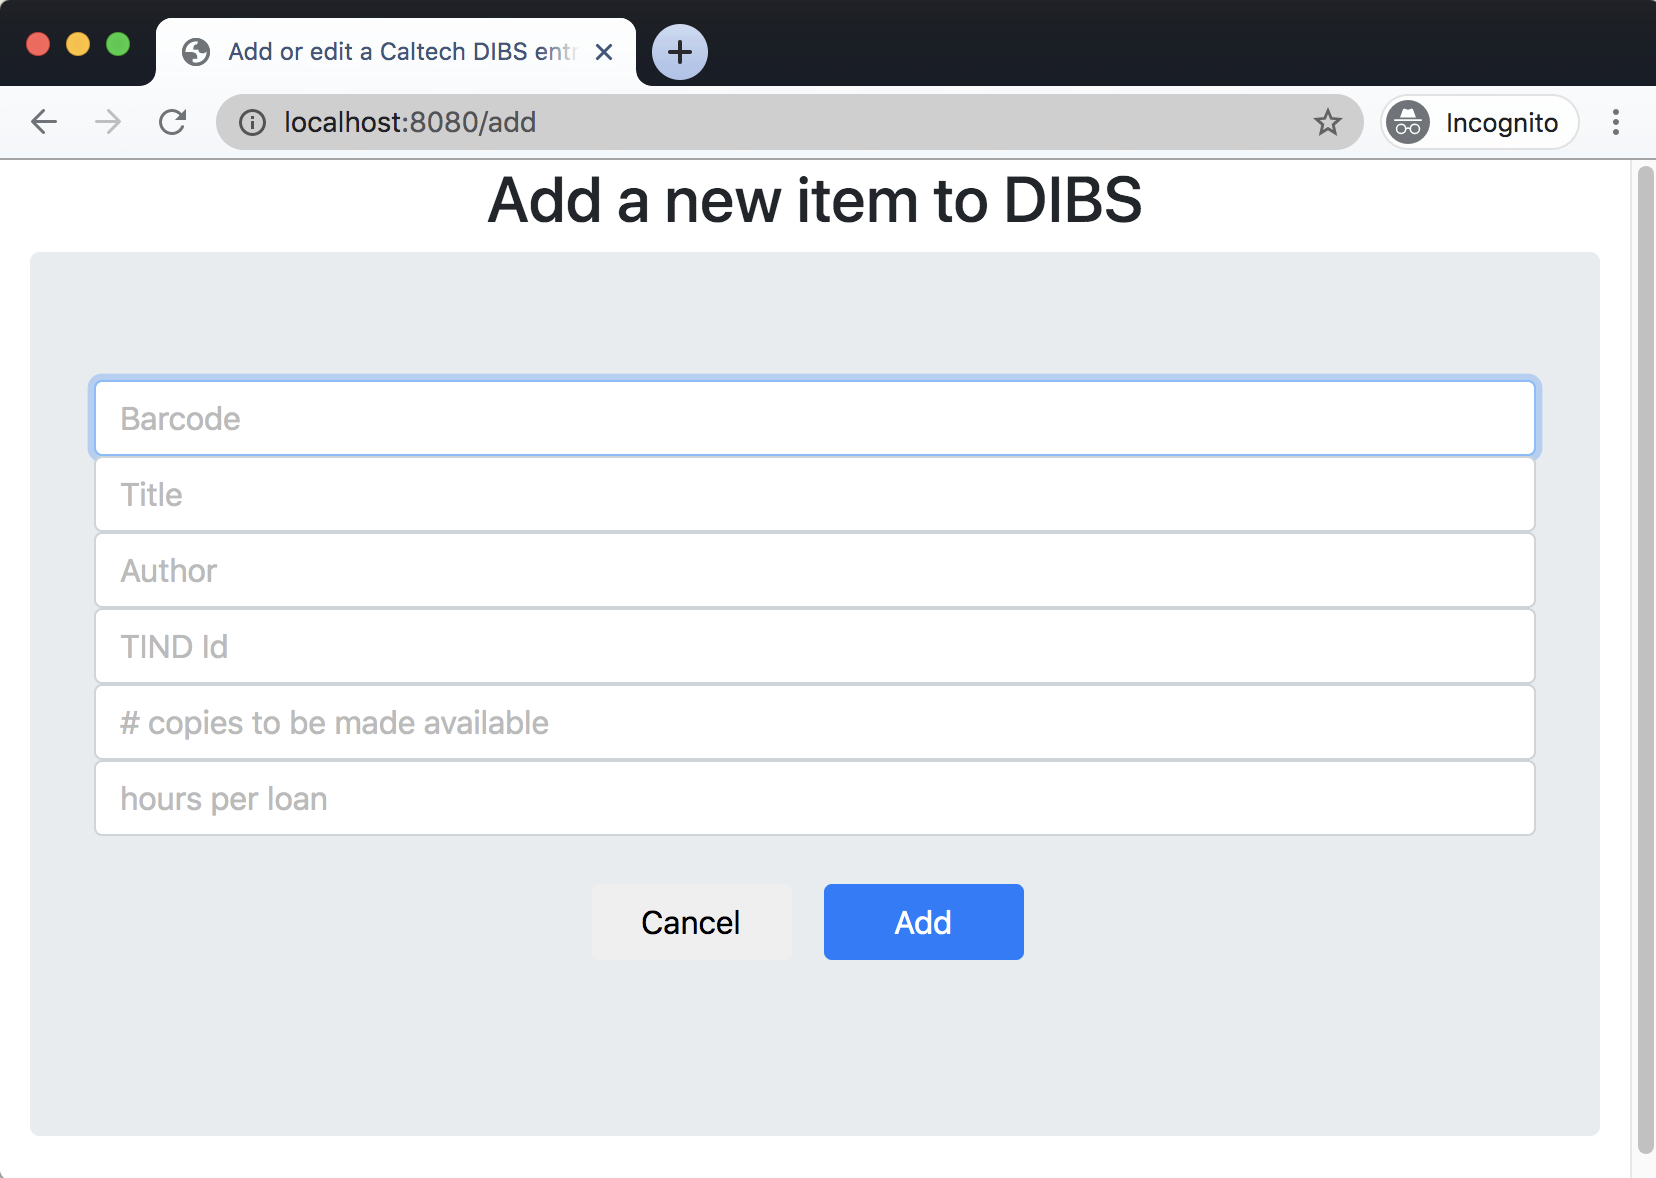 Add or edit a Caltech DIBS entr
localhost:8080/add
Incognito
Add a new item to DIBS
Barcode
Title
Author
TIND Id
# copies to be made available
hours per loan
Cancel Add